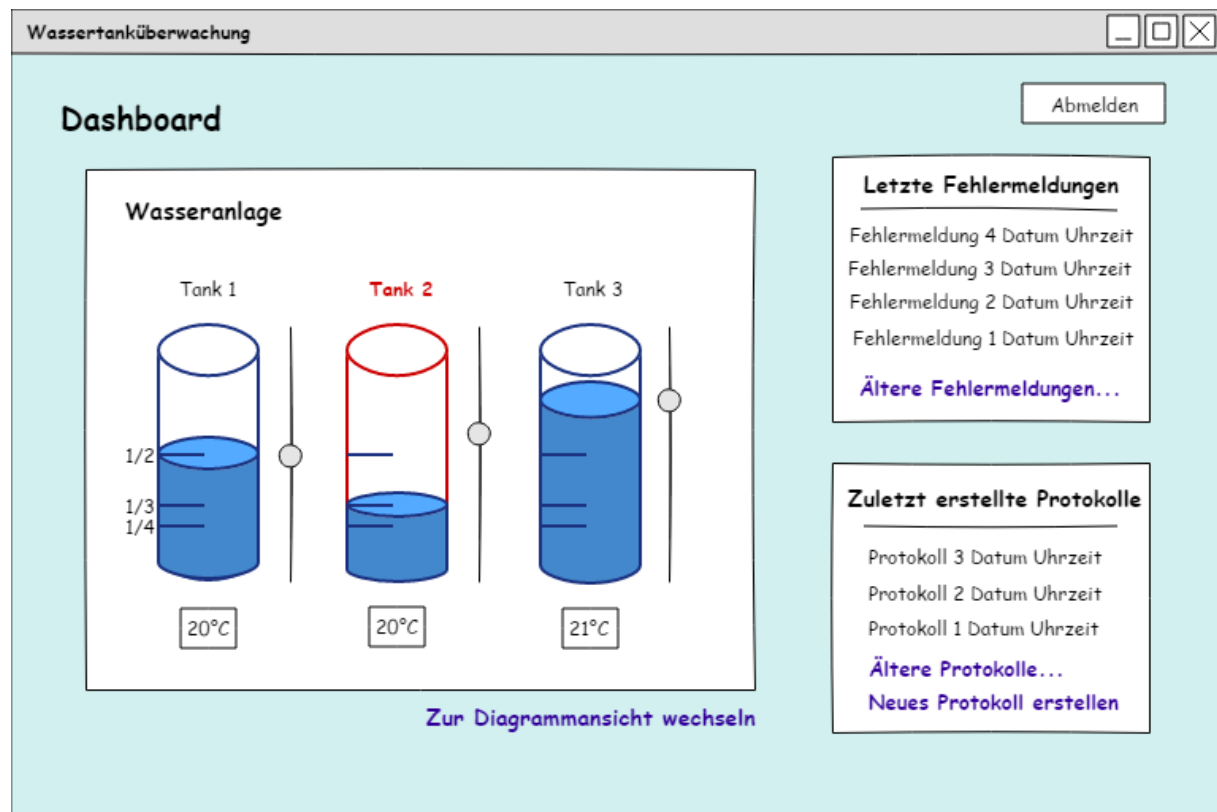 Wassertanküberwachung
Abmelden
Dashboard
Wasseranlage
Tank 1
Tank 2
Tank 3
1/2
1/3
1/4
20°C
20°C
21°C
Zur Diagrammansicht wechseln
Letzte Fehlermeldungen
Fehlermeldung 4 Datum Uhrzeit
Fehlermeldung 3 Datum Uhrzeit
Fehlermeldung 2 Datum Uhrzeit
Fehlermeldung 1 Datum Uhrzeit
Ältere Fehlermeldungen...
Zuletzt erstellte Protokolle
Protokoll 3 Datum Uhrzeit
Protokoll 2 Datum Uhrzeit
Protokoll 1 Datum Uhrzeit
Ältere Protokolle...
Neues Protokoll erstellen